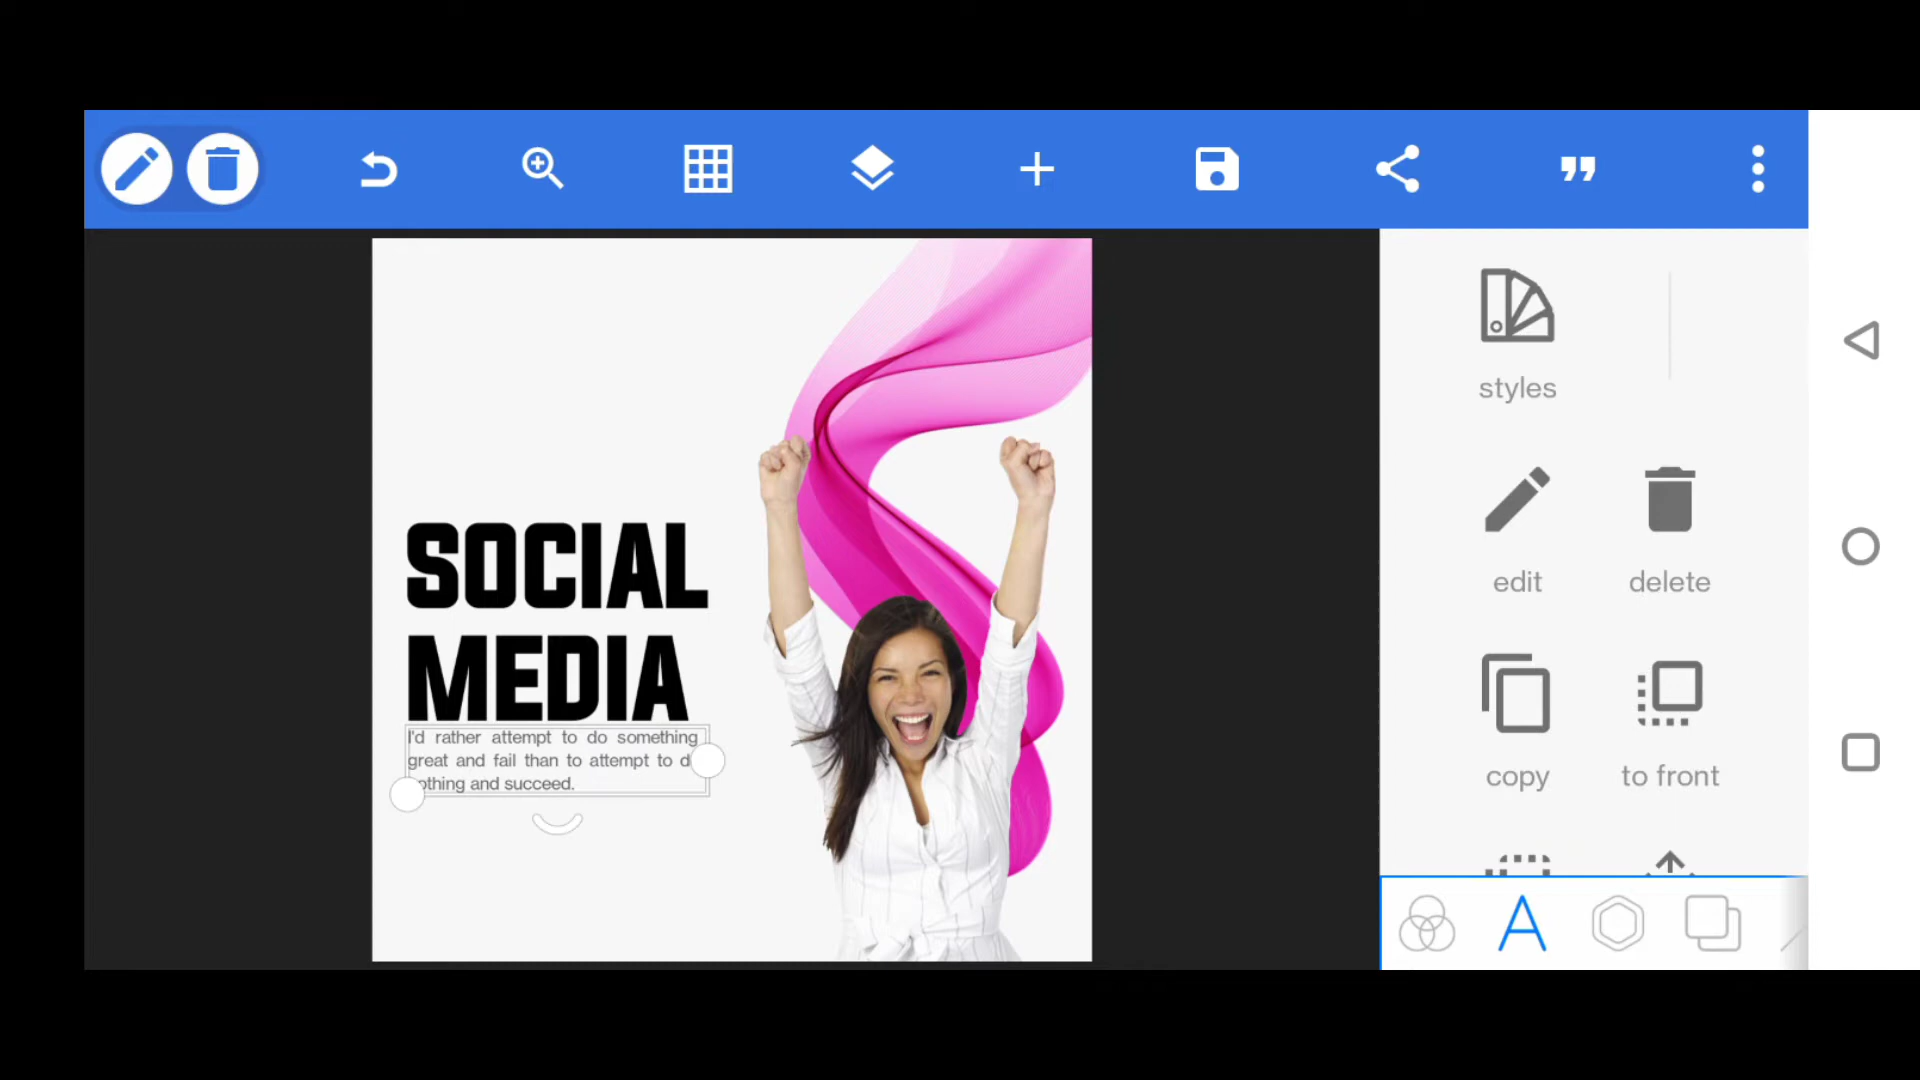 styles
SOCIAL
MEDIA
I'd rather attempt to do something
great and fail than to attempt to d
othing and succeed.
edit
delete
copy
to front